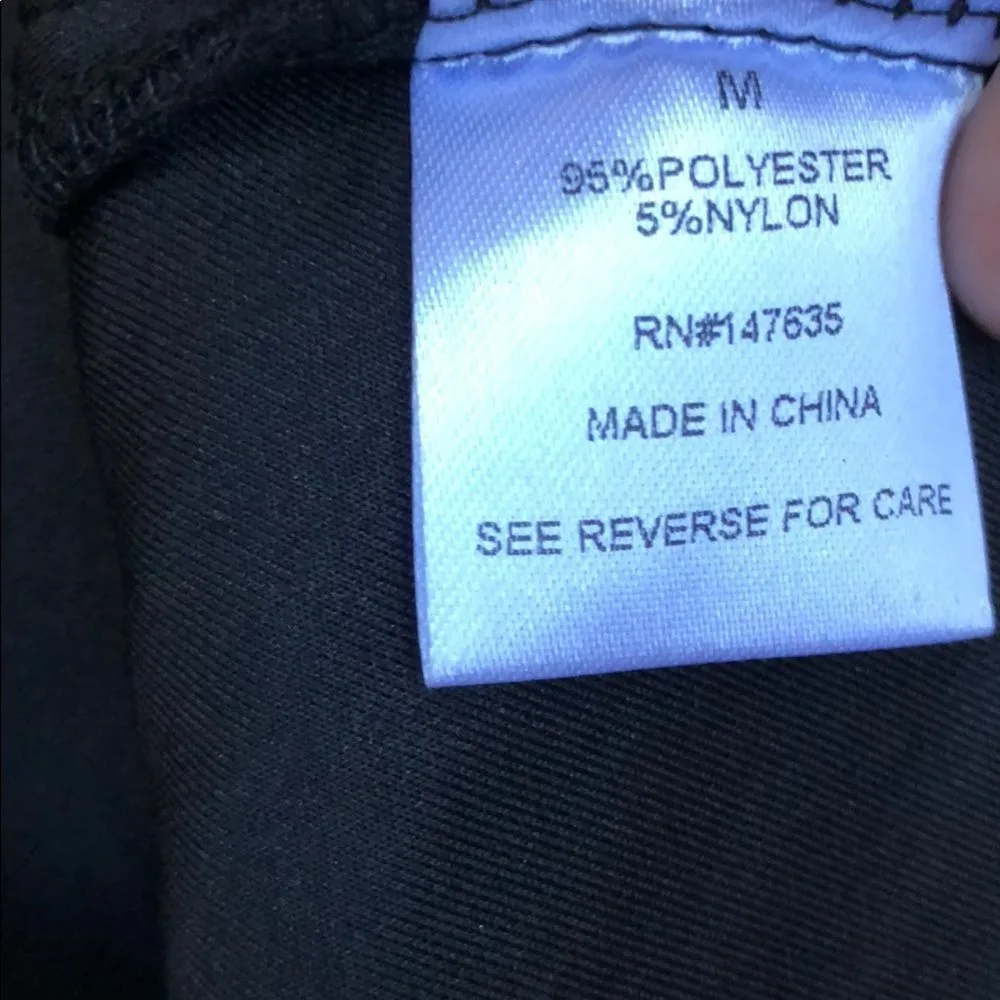 M
95%POLYESTER
5%NYLON
RN#147635
MADE IN CHINA
SEE REVERSE FOR CARE